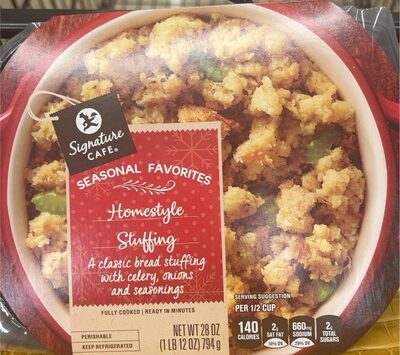 Signature
CAFE®
SEASONAL FAVORITES
Homestyle
Stuffing
A classic bread stuffing
with celery, onions
and seasonings
FULLY COOKED | READY IN MINUTES
PERISHABLE
KEEP REFRIGERATED
NET WT 28 OZ
(1 LB 12 OZ) 794 g
SERVING SUGGESTION
PER 1/2 CUP
140
CALORIES
2g
SAT FAT
10% DV
660mg
SODIUM
29% DV
2g
TOTAL
SUGARS